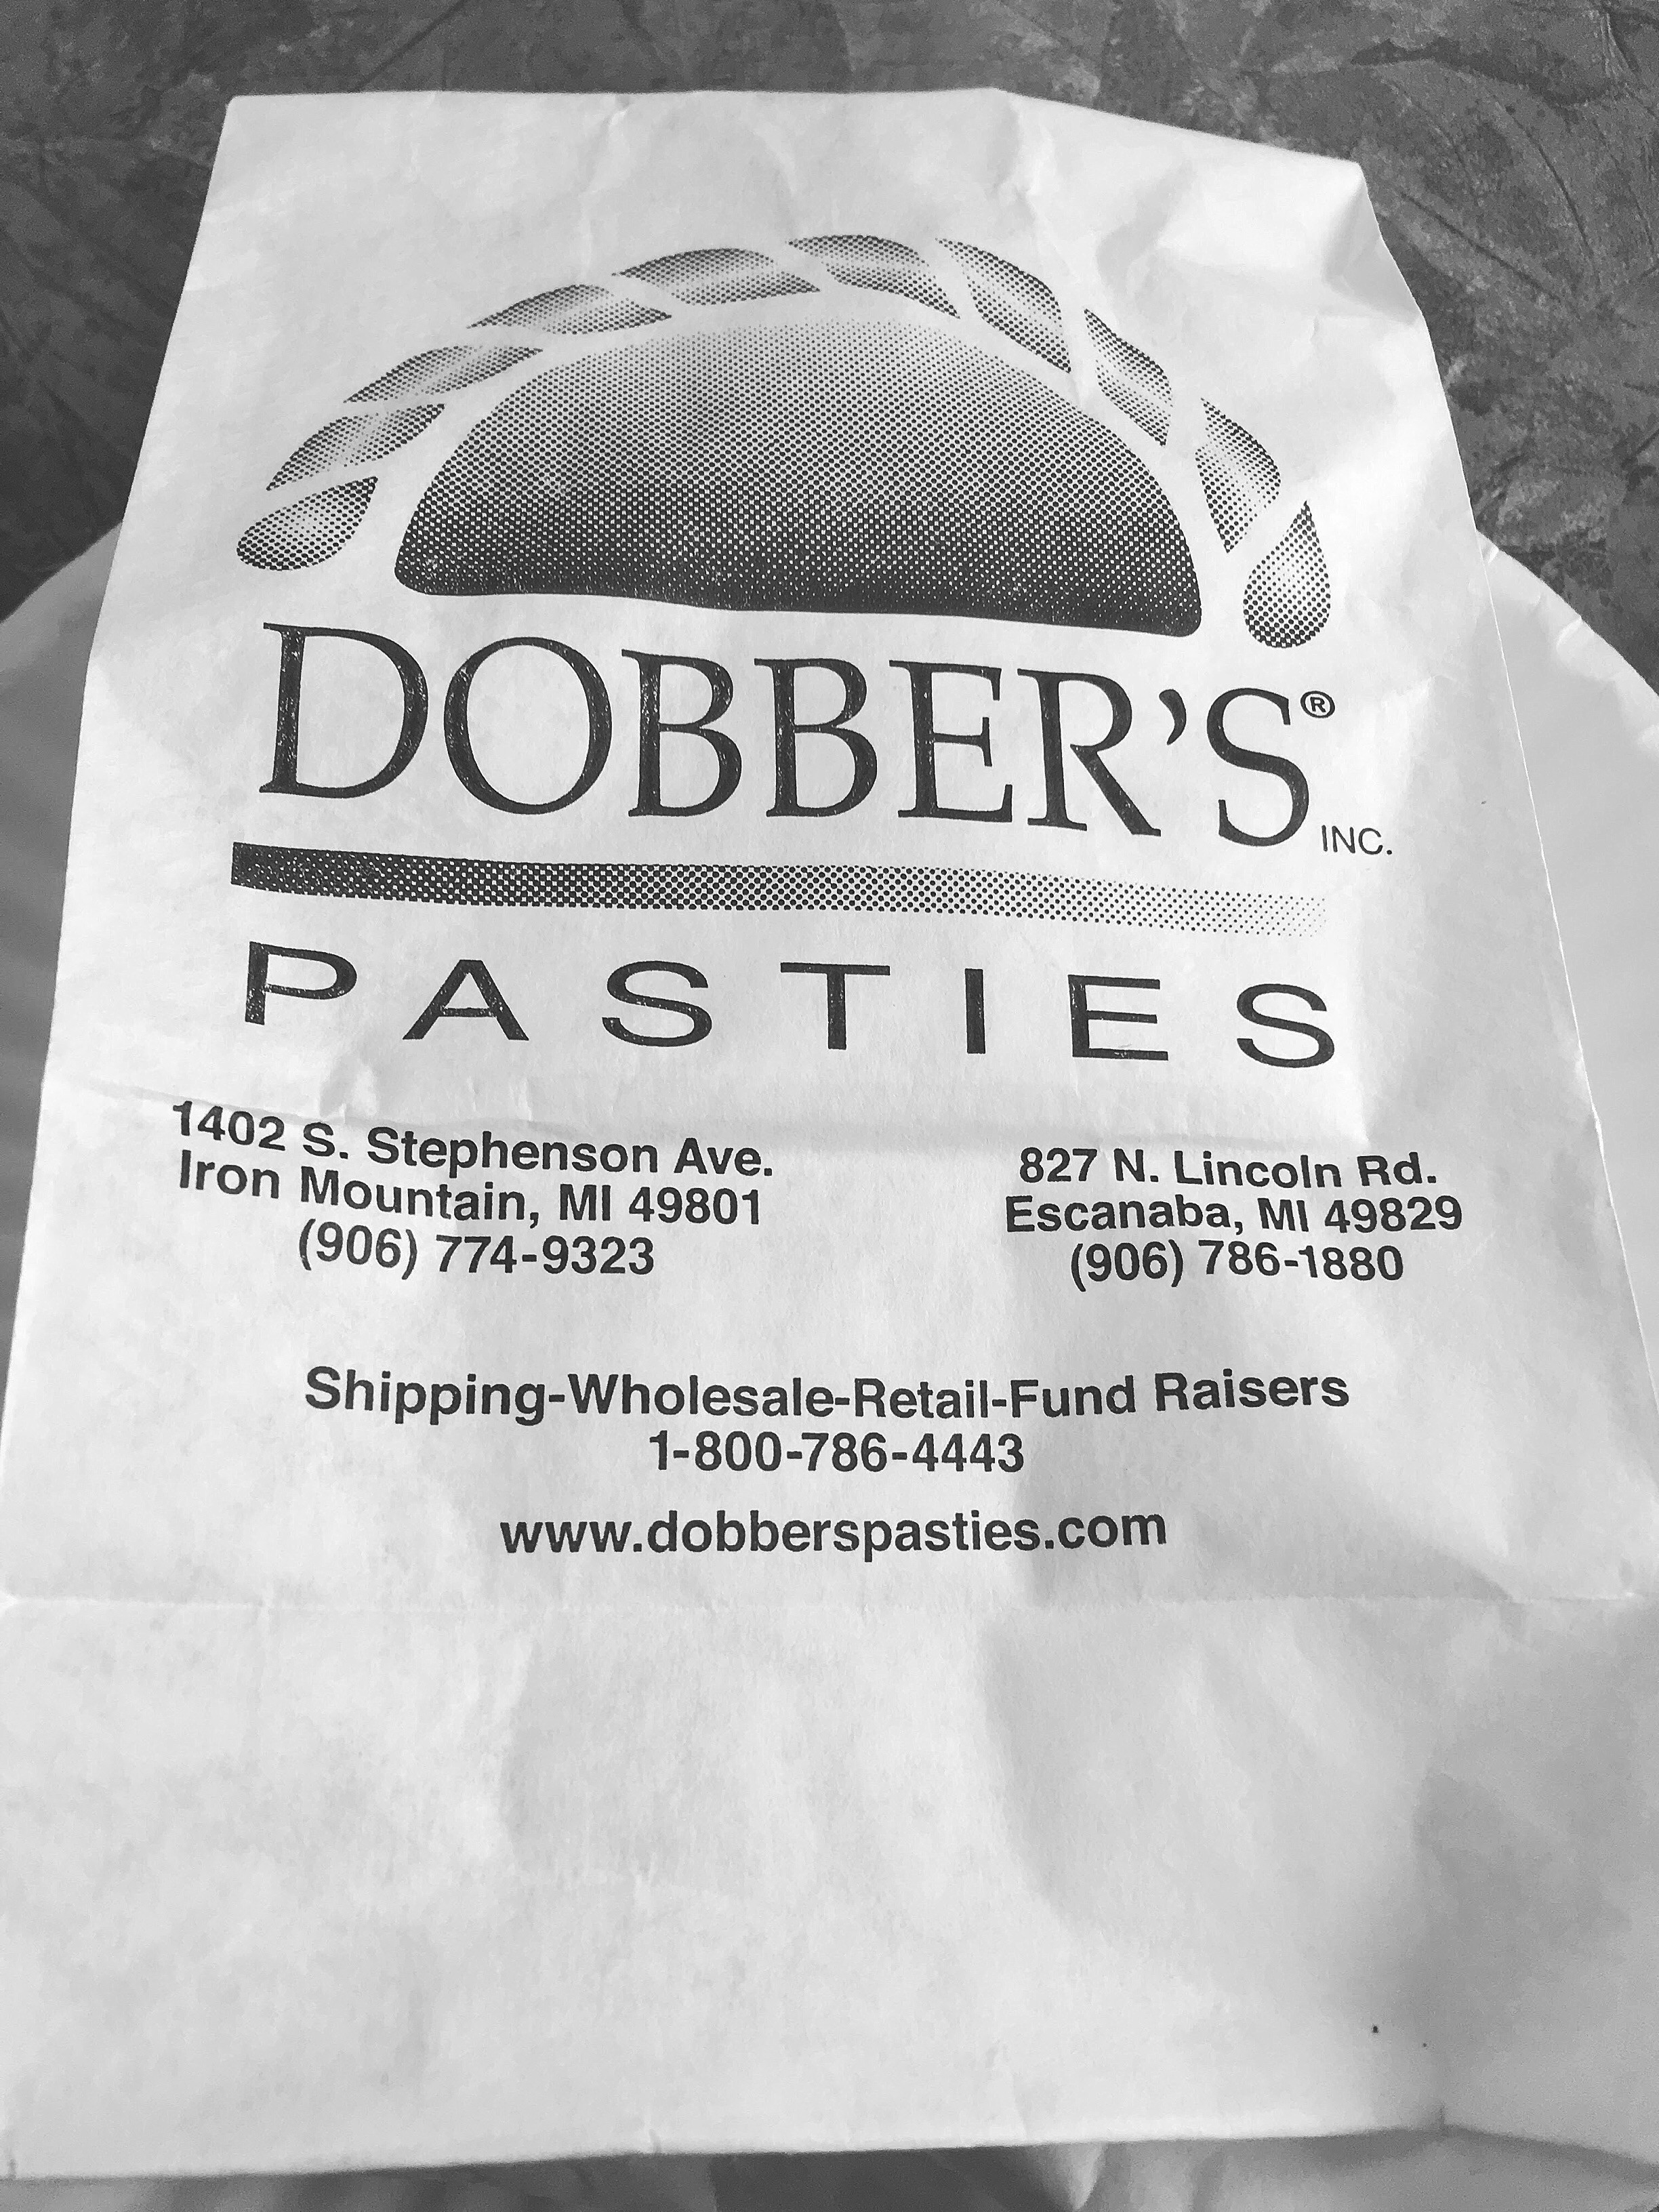 DOBBER'S® INC.
PASTIES
1402 S. Stephenson Ave.
Iron Mountain, MI 49801
(906) 774-9323
827 N. Lincoln Rd.
Escanaba, MI 49829
(906) 786-1880
Shipping-Wholesale-Retail-Fund Raisers
1-800-786-4443
www.dobberspasties.com